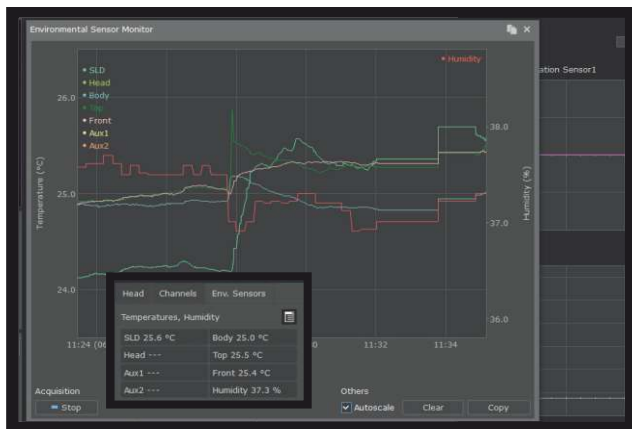 Environmental Sensor Monitor
ation Sensor1
SLD
Head
Body
Top
Front
Aux1
Aux2
Humidity
26.0
25.0
24.0
Temperature (°C)
38.0
37.0
36.0
Humidity (%)
11:24 (06
0
11:32
11:34
Head Channels Env. Sensors
Temperatures, Humidity
SLD 25.6 °C Body 25.0 °C
Head --- Top 25.5 °C
Aux1 --- Front 25.4 °C
Aux2 --- Humidity 37.3 %
Acquisition
Stop
Others
Autoscale Clear Copy